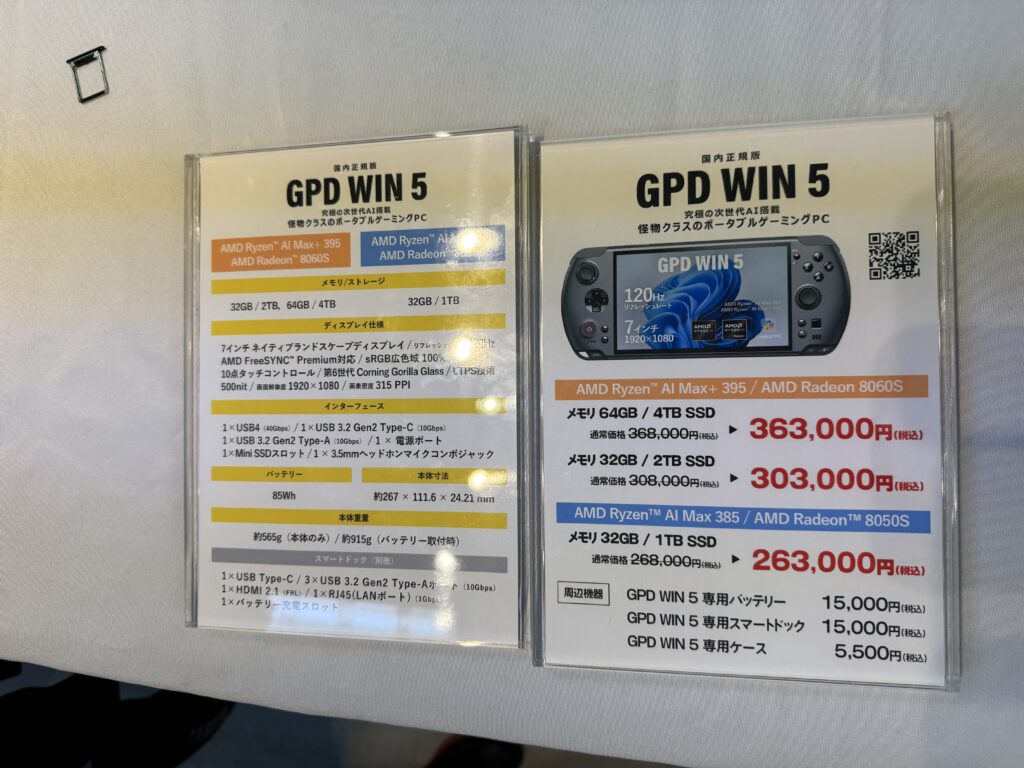 国内正規版
GPD WIN 5
究極の次世代AI搭載
怪物クラスのポータブルゲーミングPC
AMD Ryzen™ AI Max+ 395
AMD Radeon™ 8060S
AMD Ryzen™ AI
AMD Radeon™
メモリ/ストレージ
32GB / 2TB、64GB / 4TB
32GB / 1TB
ディスプレイ仕様
7インチ ネイティブランドスケープディスプレイ / リフレッシュレート
AMD FreeSYNC™ Premium対応 / sRGB広色域 100%
10点タッチコントロール / 第6世代 Corning Gorilla Glass / LTPS技術
500nit / 画面解像度 1920×1080 / 画素密度 315 PPI
インターフェース
1×USB4 (40Gbps) / 1×USB 3.2 Gen2 Type-C (10Gbps)
1×USB 3.2 Gen2 Type-A (10Gbps) / 1× 電源ポート
1×Mini SSDスロット / 1× 3.5mmヘッドホンマイクコンボジャック
バッテリー
本体寸法
85Wh
約267 × 111.6 × 24.21 mm
本体重量
約565g（本体のみ）/ 約915g（バッテリー取付時）
スマートドック（別売）
1×USB Type-C / 3×USB 3.2 Gen2 Type-Aポート (10Gbps)
1×HDMI 2.1 (FRL) / 1×RJ45(LANポート) (1Gbps)
1×バッテリー充電スロット
国内正規版
GPD WIN 5
究極の次世代AI搭載
怪物クラスのポータブルゲーミングPC
GPD WIN 5
120Hz
リフレッシュレート
7インチ
1920×1080
AMD Ryzen™ AI Max+ 395 / AMD Radeon 8060S
メモリ 64GB / 4TB SSD
通常価格 368,000円(税込) ▶ 363,000円(税込)
メモリ 32GB / 2TB SSD
通常価格 308,000円(税込) ▶ 303,000円(税込)
AMD Ryzen™ AI Max 385 / AMD Radeon™ 8050S
メモリ 32GB / 1TB SSD
通常価格 268,000円(税込) ▶ 263,000円(税込)
周辺機器
GPD WIN 5 専用バッテリー 15,000円(税込)
GPD WIN 5 専用スマートドック 15,000円(税込)
GPD WIN 5 専用ケース 5,500円(税込)